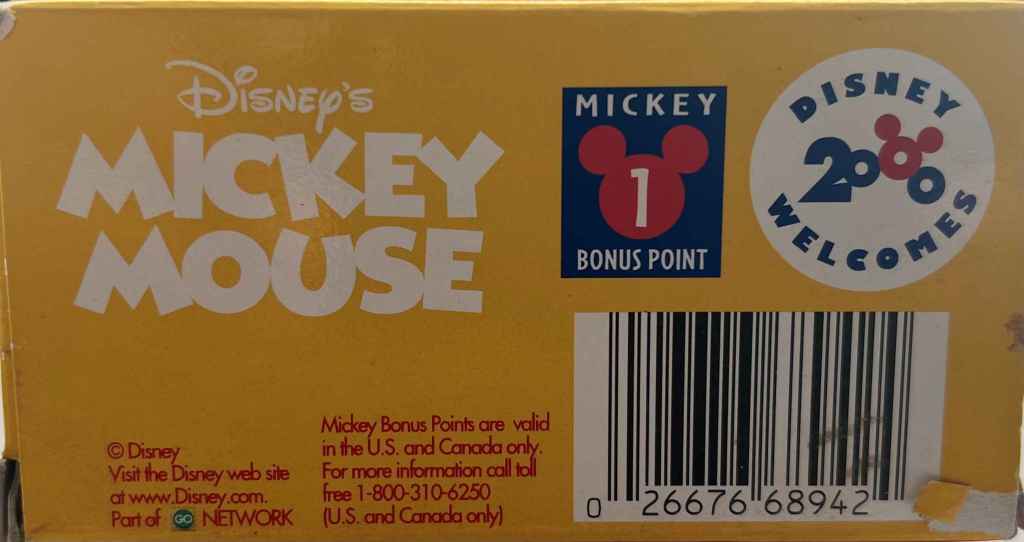 Disney's
MICKEY
MOUSE
MICKEY
1
BONUS POINT
DISNEY
2000
WELCOMES
© Disney
Visit the Disney web site
at www.Disney.com.
Part of GO NETWORK
Mickey Bonus Points are valid
in the U.S. and Canada only.
For more information call toll
free 1-800-310-6250
(U.S. and Canada only)
0 26676 68942